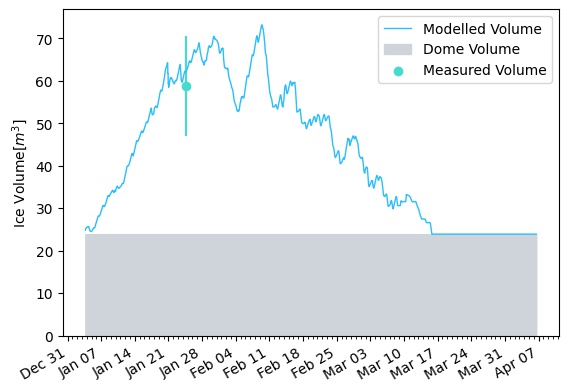 Modelled Volume
Dome Volume
Measured Volume
Ice Volume[m³]
70
60
50
40
30
20
10
0
Dec 31
Jan 07
Jan 14
Jan 21
Jan 28
Feb 04
Feb 11
Feb 18
Feb 25
Mar 03
Mar 10
Mar 17
Mar 24
Mar 31
Apr 07